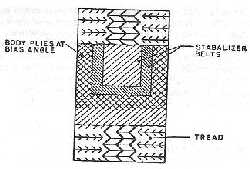 BODY PLIES AT
BIAS ANGLE
STABALIZER
BELTS
TREAD